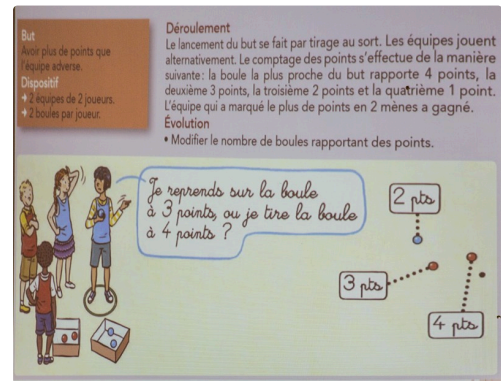 But
Avoir plus de points que
l'équipe adverse.
Dispositif
➔ 2 équipes de 2 joueurs.
➔ 2 boules par joueur.
Déroulement
Le lancement du but se fait par tirage au sort. Les équipes jouent
alternativement. Le comptage des points s'effectue de la manière
suivante : la boule la plus proche du but rapporte 4 points, la
deuxième 3 points, la troisième 2 points et la quatrième 1 point.
L'équipe qui a marqué le plus de points en 2 mènes a gagné.
Évolution
• Modifier le nombre de boules rapportant des points.
Je reprends sur la boule
à 3 points, ou je tire la boule
à 4 points ?
2 pts
3 pts
4 pts